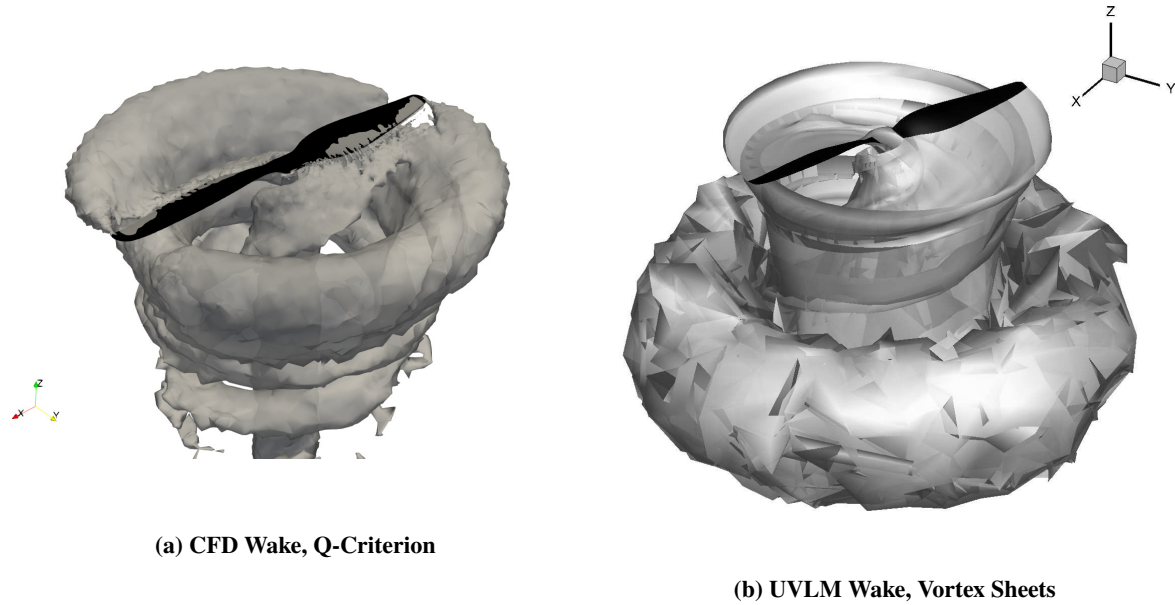 Z
X
Y
Z
X
Y
(a) CFD Wake, Q-Criterion
(b) UVLM Wake, Vortex Sheets